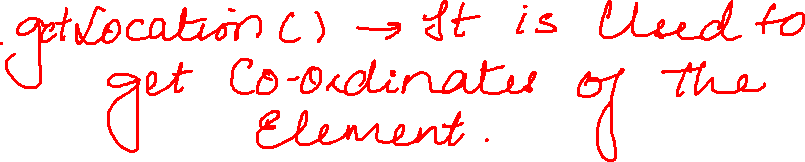 .getLocation() → It is Used to
get Co-ordinates of the
Element.